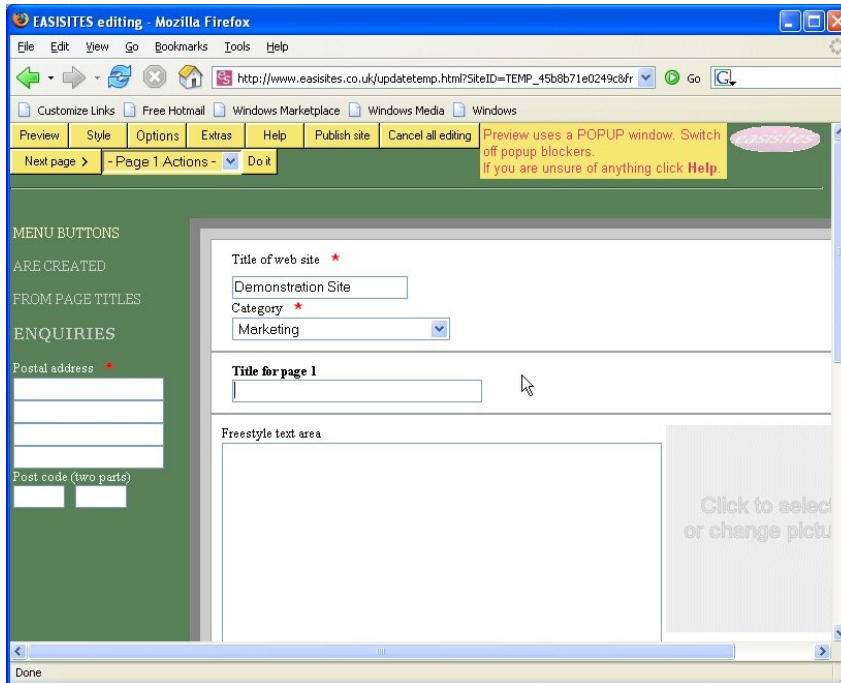 EASISITES editing - Mozilla Firefox
File Edit View Go Bookmarks Tools Help
http://www.easisites.co.uk/updatetemp.html?SiteID=TEMP_45b8b71e0249c8&fr Go
Customize Links Free Hotmail Windows Marketplace Windows Media Windows
Preview Style Options Extras Help Publish site Cancel all editing
Preview uses a POPUP window. Switch
off popup blockers.
If you are unsure of anything click Help.
easisites
Next page > - Page 1 Actions - Do it
MENU BUTTONS
ARE CREATED
FROM PAGE TITLES
ENQUIRIES
Postal address *
Post code (two parts)
Title of web site *
Demonstration Site
Category *
Marketing
Title for page 1
Freestyle text area
Click to select
or change pictu
Done